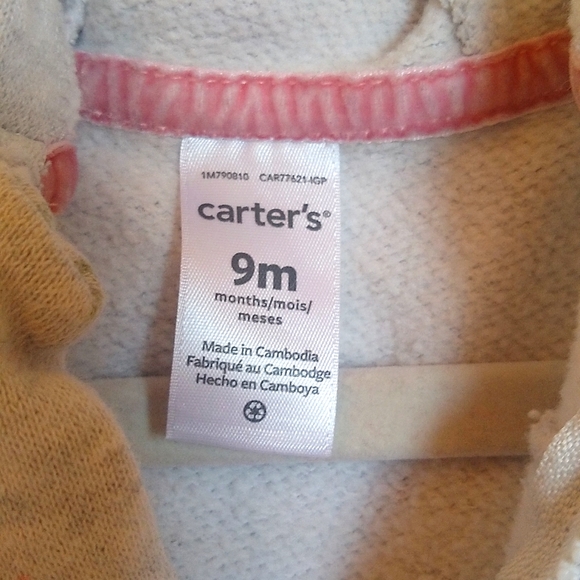 1M790810 CAR77621-IGP
carter's®
9m
months/mois/
meses
Made in Cambodia
Fabriqué au Cambodge
Hecho en Camboya